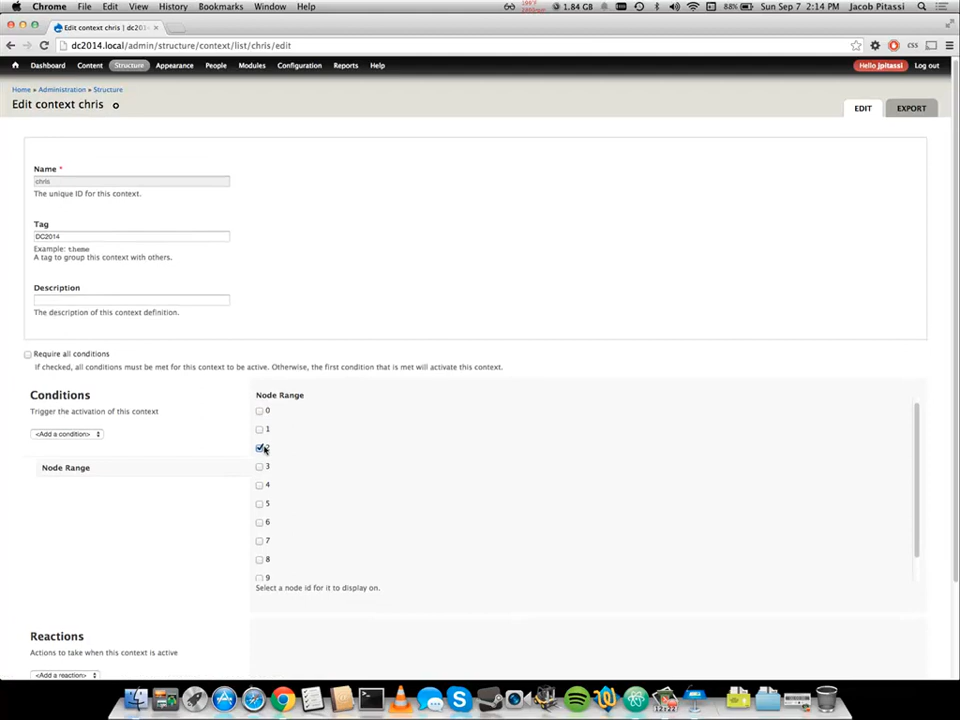 Chrome File Edit View History Bookmarks Window Help 1.84 GB 88% Sun Sep 7 2:14 PM Jacob Pitassi
Edit context chris | dc201
dc2014.local/admin/structure/context/list/chris/edit
Dashboard Content Structure Appearance People Modules Configuration Reports Help Hello jpitassi Log out
Home » Administration » Structure
Edit context chris
EDIT EXPORT
Name *
chris
The unique ID for this context.
Tag
DC2014
Example: theme
A tag to group this context with others.
Description
The description of this context definition.
Require all conditions
If checked, all conditions must be met for this context to be active. Otherwise, the first condition that is met will activate this context.
Conditions
Trigger the activation of this context
<Add a condition>
Node Range
Node Range
0
1
2
3
4
5
6
7
8
9
Select a node id for it to display on.
Reactions
Actions to take when this context is active
<Add a reaction>